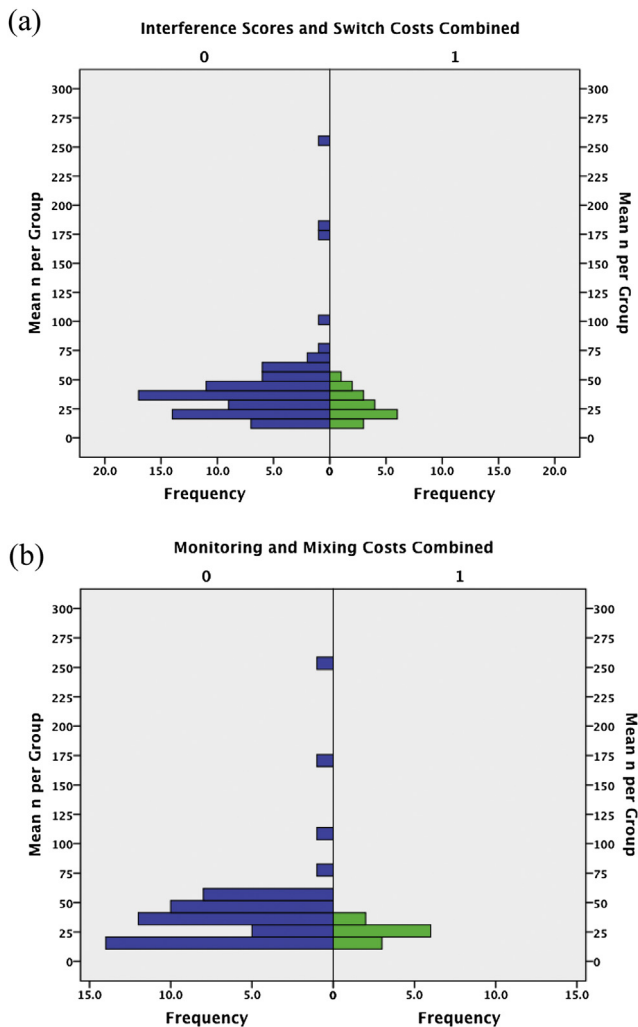 (a)
Interference Scores and Switch Costs Combined
0 1
300 300
275 275
250 250
225 225
200 200
175 175
150 150
125 125
100 100
75 75
50 50
25 25
0 0
Mean n per Group
Mean n per Group
20.0 15.0 10.0 5.0 0 5.0 10.0 15.0 20.0
Frequency Frequency
(b)
Monitoring and Mixing Costs Combined
0 1
300 300
275 275
250 250
225 225
200 200
175 175
150 150
125 125
100 100
75 75
50 50
25 25
0 0
Mean n per Group
Mean n per Group
15.0 10.0 5.0 0 5.0 10.0 15.0
Frequency Frequency